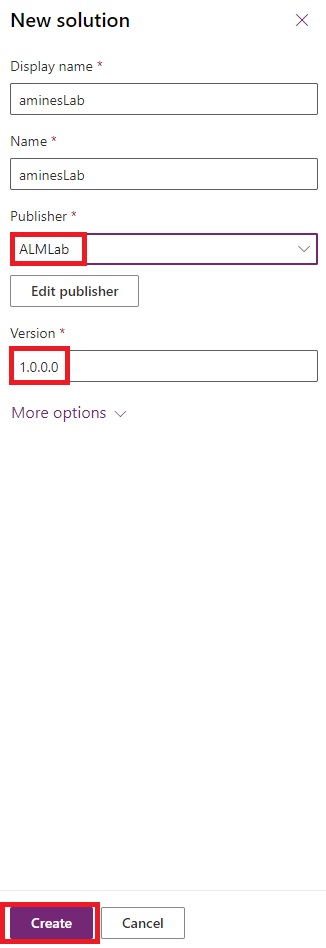 New solution
Display name *
aminesLab
Name *
aminesLab
Publisher *
ALMLab
Edit publisher
Version *
1.0.0.0
More options
Create Cancel